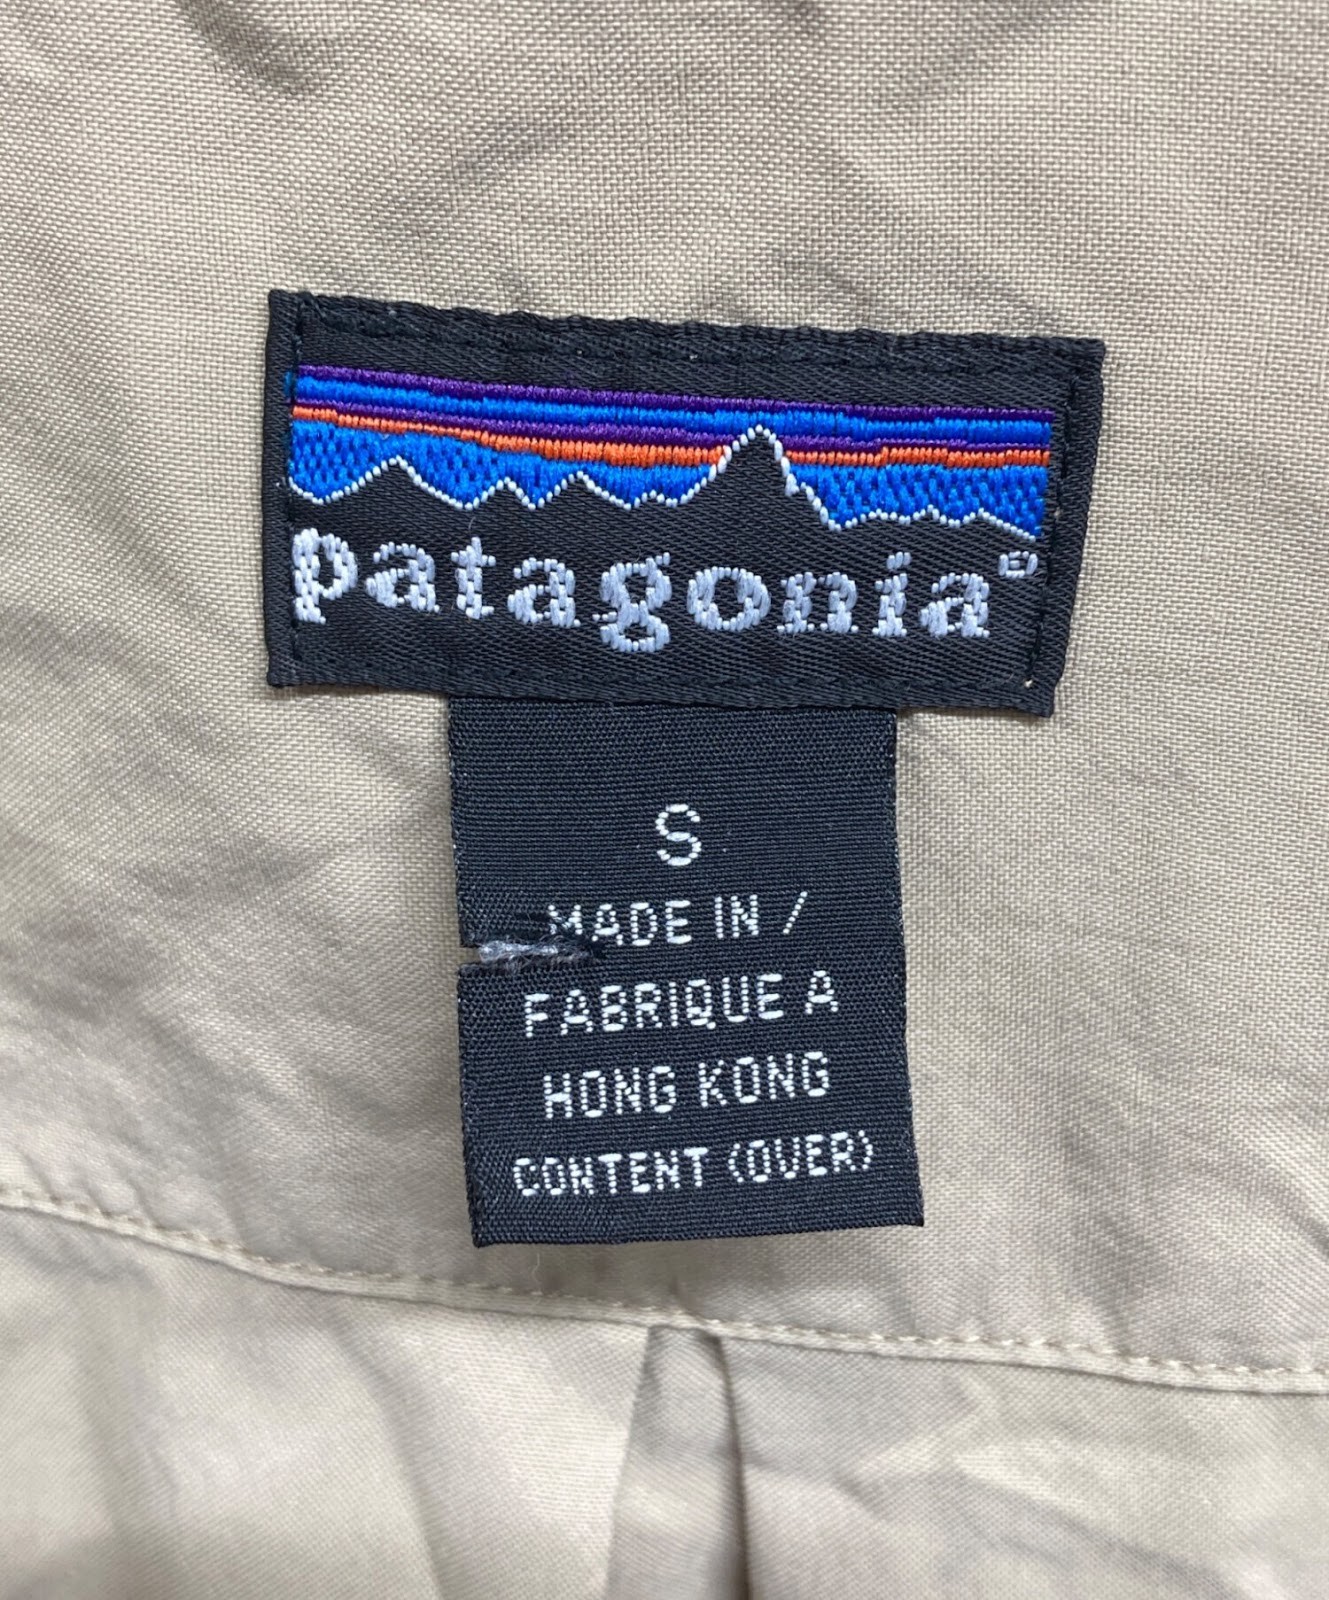 patagonia®
S
MADE IN /
FABRIQUE A
HONG KONG
CONTENT (OVER)